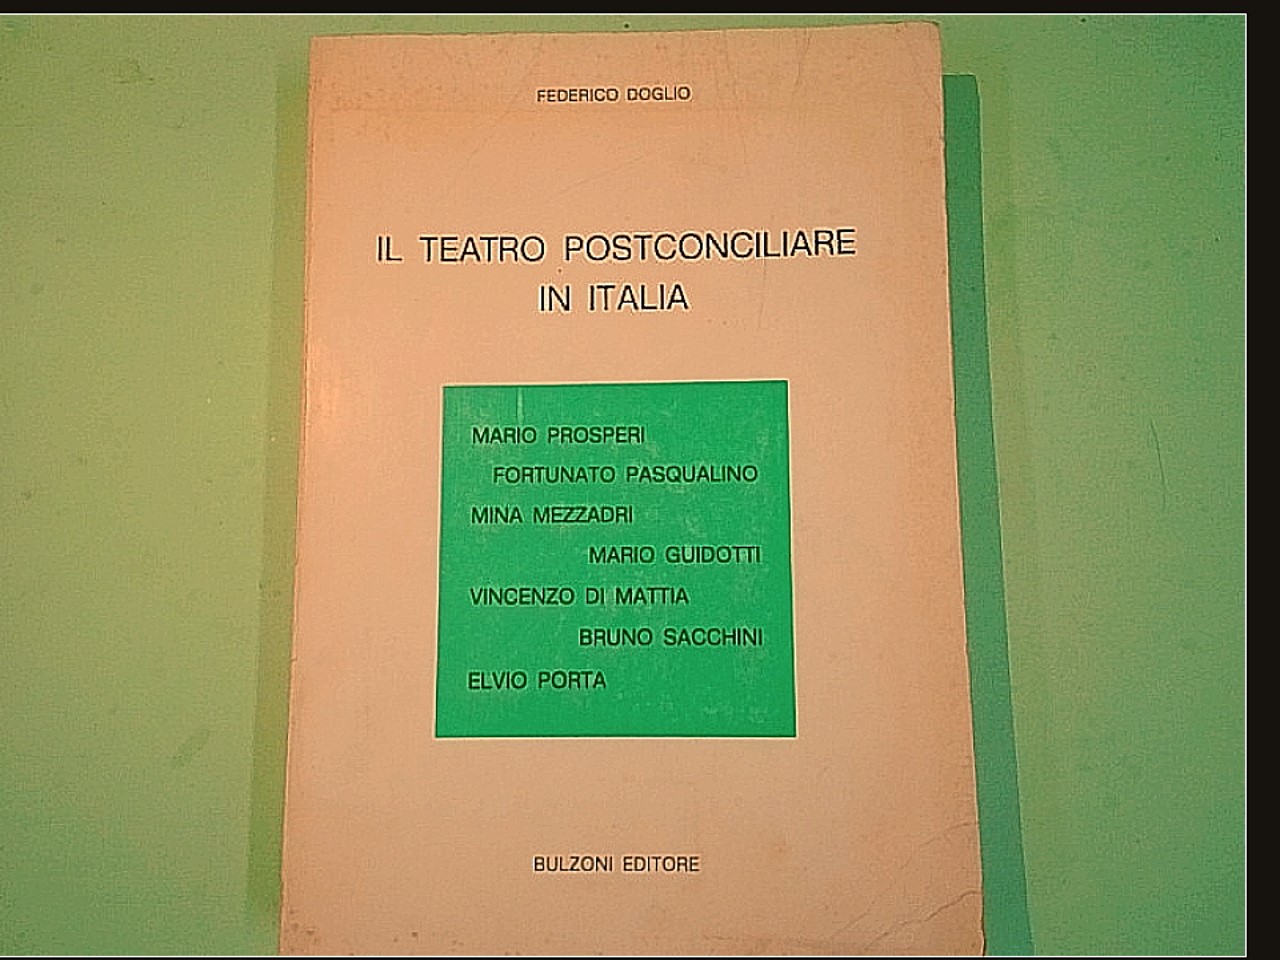 FEDERICO DOGLIO
IL TEATRO POSTCONCILIARE
IN ITALIA
MARIO PROSPERI
FORTUNATO PASQUALINO
MINA MEZZADRI
MARIO GUIDOTTI
VINCENZO DI MATTIA
BRUNO SACCHINI
ELVIO PORTA
BULZONI EDITORE